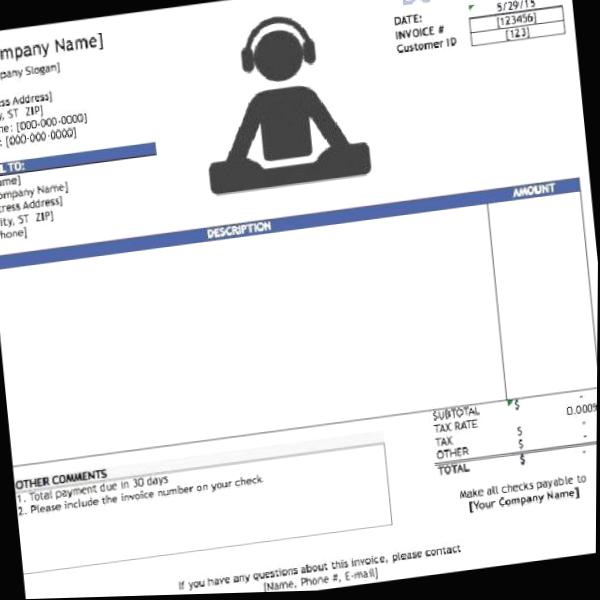 mpany Name]
pany Slogan]
5/29/15
DATE:
[123456]
INVOICE #
[123]
Customer ID
ss Address]
, ST ZIP]
ne: [000-000-0000]
: [000-000-0000]
L TO:
ame]
ompany Name]
ress Address]
ity, ST ZIP]
hone]
DESCRIPTION
AMOUNT
SUBTOTAL $ -
TAX RATE 0.000%
TAX $ -
OTHER $ -
TOTAL $ -
OTHER COMMENTS
1. Total payment due in 30 days
2. Please include the invoice number on your check
Make all checks payable to
[Your Company Name]
If you have any questions about this invoice, please contact
[Name, Phone #, E-mail]